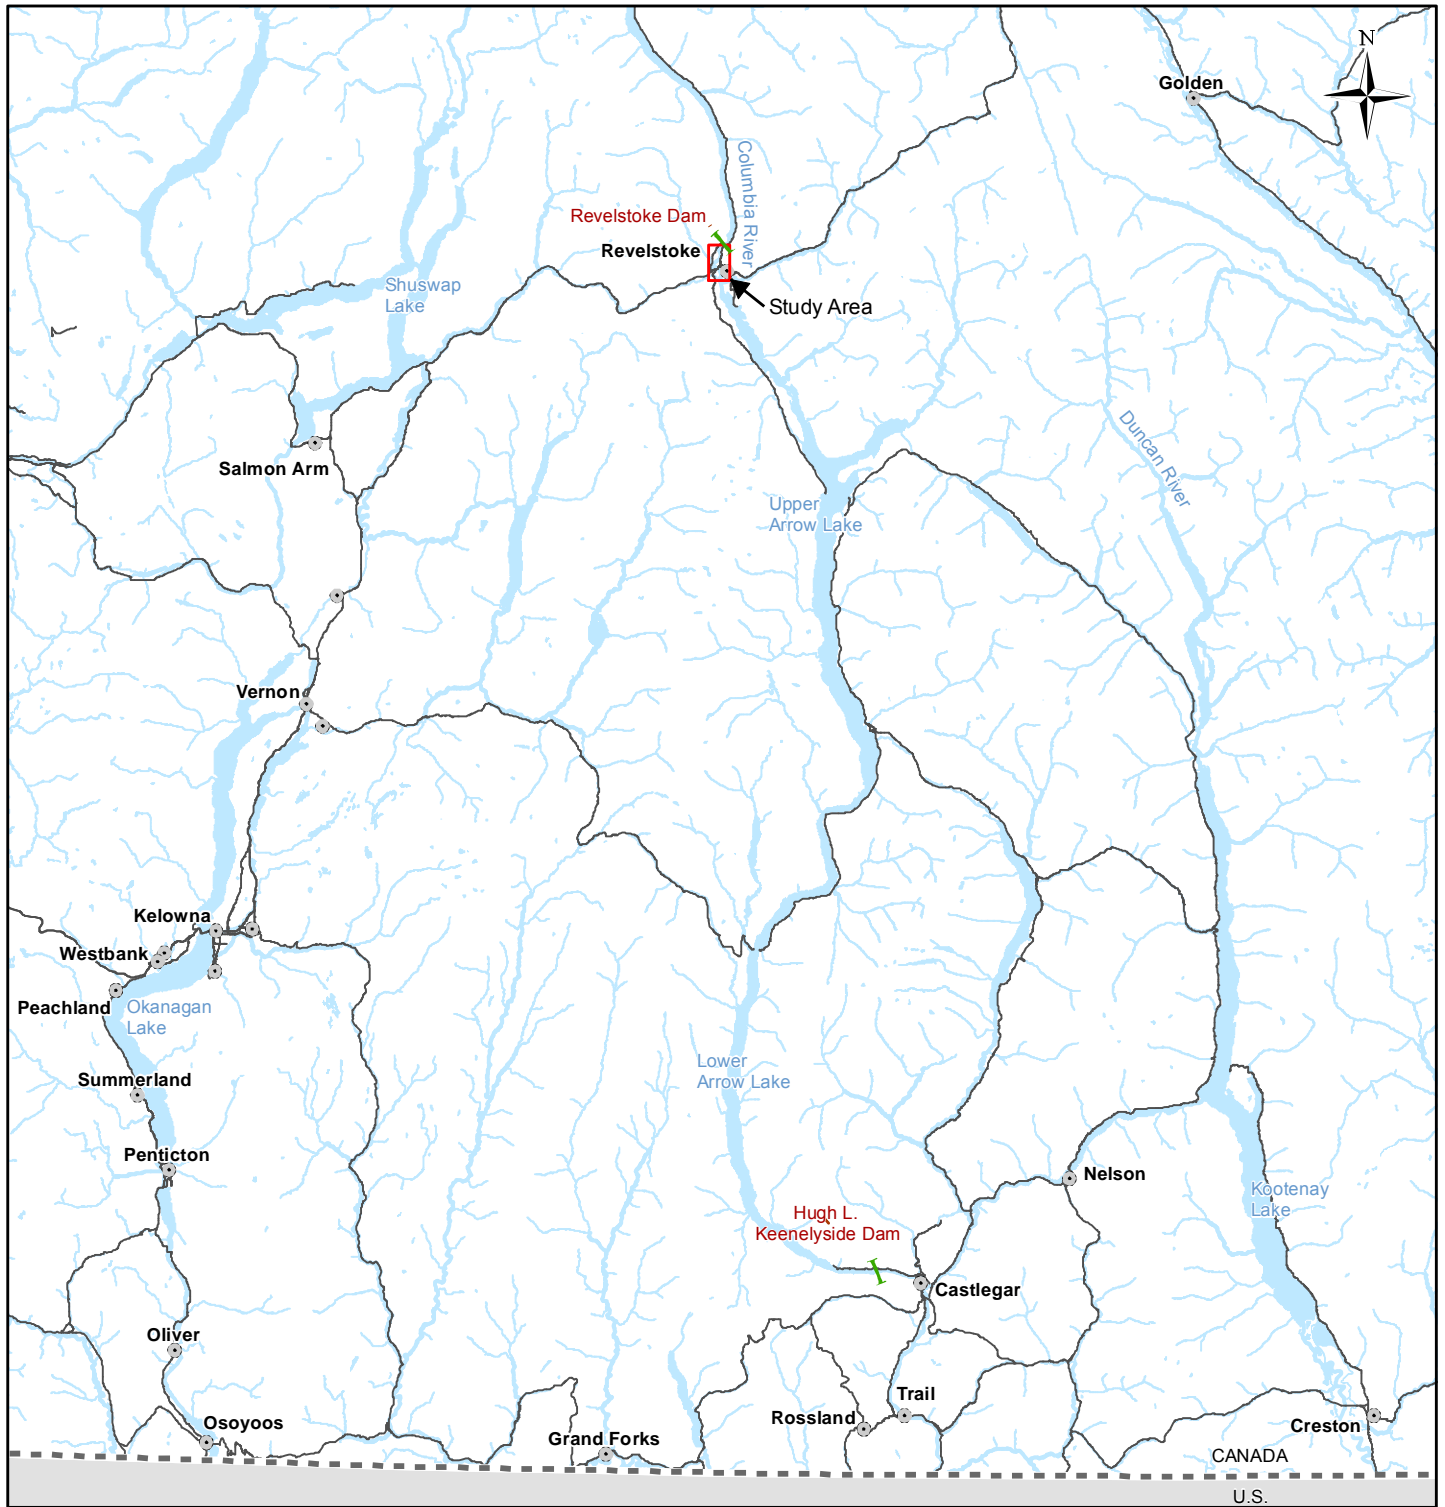 N
Golden
Columbia River
Revelstoke Dam
Revelstoke
Study Area
Shuswap
Lake
Salmon Arm
Duncan River
Upper
Arrow Lake
Vernon
Kelowna
Westbank
Peachland
Okanagan
Lake
Lower
Arrow Lake
Summerland
Penticton
Nelson
Kootenay
Lake
Hugh L.
Keenelyside Dam
Castlegar
Oliver
Trail
Rossland
Creston
Osoyoos
Grand Forks
CANADA
U.S.